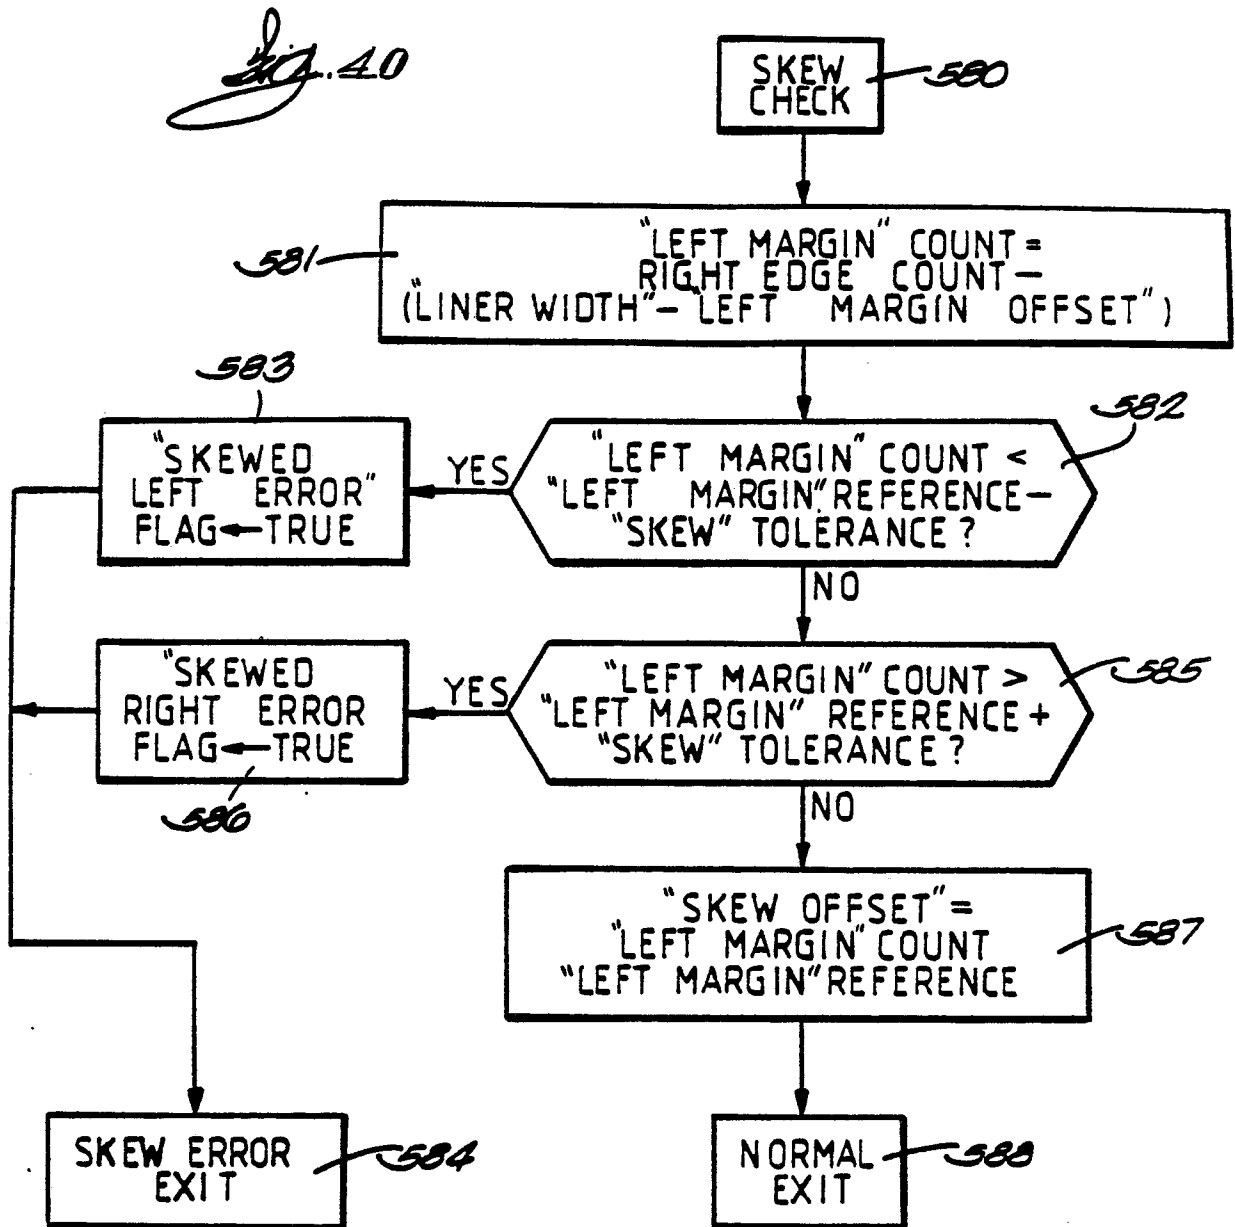 Fig. 40
SKEW
CHECK
580
"LEFT MARGIN" COUNT =
RIGHT EDGE COUNT —
("LINER WIDTH" — "LEFT MARGIN OFFSET")
581
582
"LEFT MARGIN" COUNT <
"LEFT MARGIN" REFERENCE —
"SKEW" TOLERANCE ?
YES
583
"SKEWED
LEFT ERROR"
FLAG ← TRUE
NO
"LEFT MARGIN" COUNT >
"LEFT MARGIN" REFERENCE +
"SKEW" TOLERANCE ?
585
YES
"SKEWED
RIGHT ERROR
FLAG ← TRUE
586
NO
"SKEW OFFSET" =
"LEFT MARGIN" COUNT
"LEFT MARGIN" REFERENCE
587
SKEW ERROR
EXIT
584
NORMAL
EXIT
588